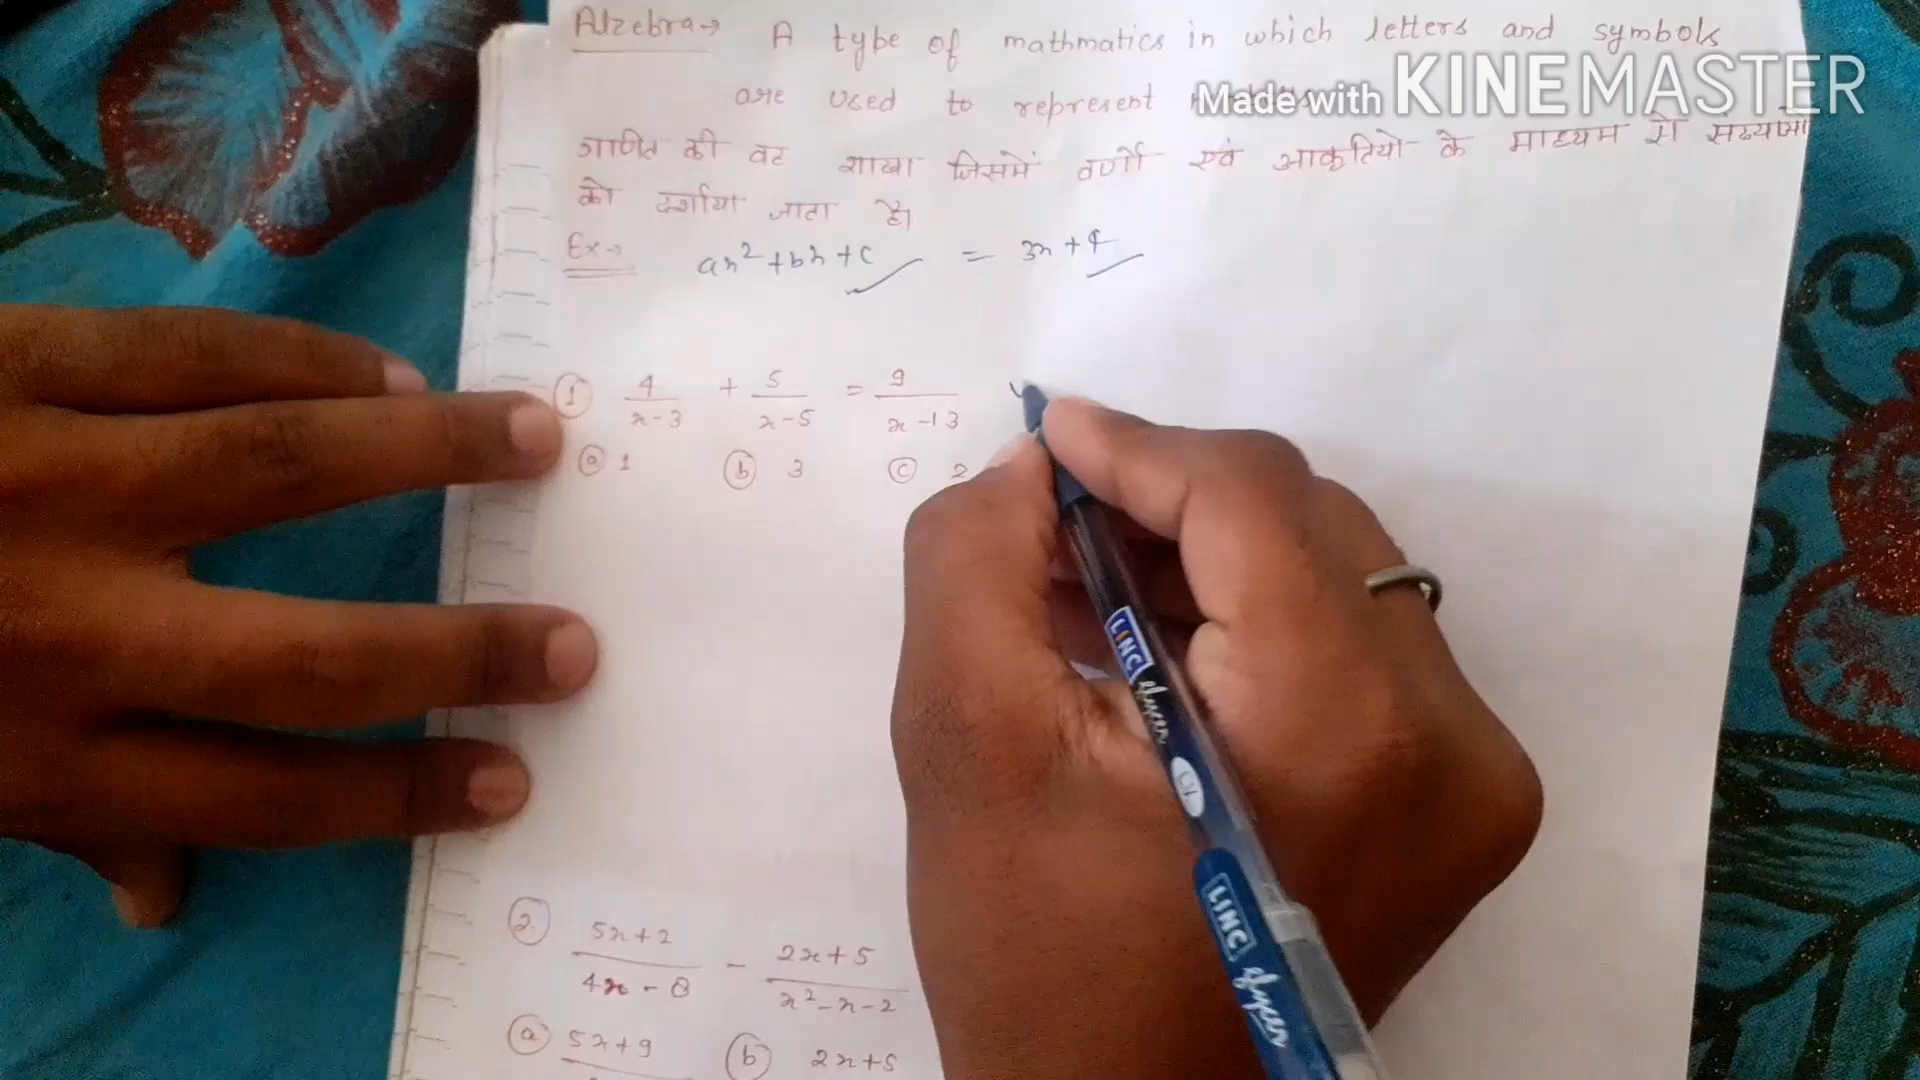 Alzebra→ A type of mathmatics in which letters and symbols
are used to represent
Made with KINEMASTER
गणित की वह शाखा जिसमें वर्णो एवं आकृतियो के माध्यम से संख्याओ
को दर्शाया जाता है।
Ex→ ax² + bx + c = 3x + 4
① 4/(x-3) + 5/(x-5) = 9/(x-13)
ⓐ 1 ⓑ 3 ⓒ 2
②. (5x+2)/(4x-8) - (2x+5)/(x²-x-2)
ⓐ 5x+9 ⓑ 2x+5
LINC glycer
LINC glycer